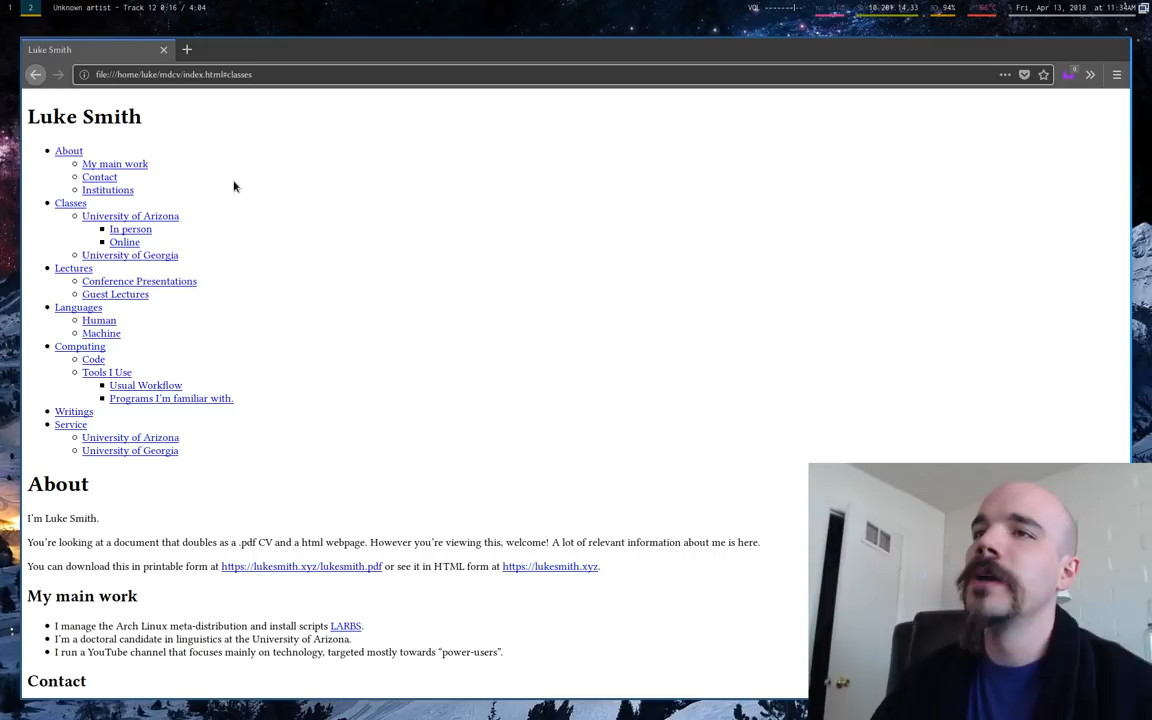 1 2 Unknown artist - Track 12 0:16 / 4:04
VOL 10.201.14.33 94% Fri, Apr 13, 2018 at 11:34AM
Luke Smith
file:///home/luke/mdcv/index.html#classes
Luke Smith
About
My main work
Contact
Institutions
Classes
University of Arizona
In person
Online
University of Georgia
Lectures
Conference Presentations
Guest Lectures
Languages
Human
Machine
Computing
Code
Tools I Use
Usual Workflow
Programs I'm familiar with.
Writings
Service
University of Arizona
University of Georgia
About
I'm Luke Smith.
You're looking at a document that doubles as a .pdf CV and a html webpage. However you're viewing this, welcome! A lot of relevant information about me is here.
You can download this in printable form at https://lukesmith.xyz/lukesmith.pdf or see it in HTML form at https://lukesmith.xyz.
My main work
I manage the Arch Linux meta-distribution and install scripts LARBS.
I'm a doctoral candidate in linguistics at the University of Arizona.
I run a YouTube channel that focuses mainly on technology, targeted mostly towards “power-users”.
Contact